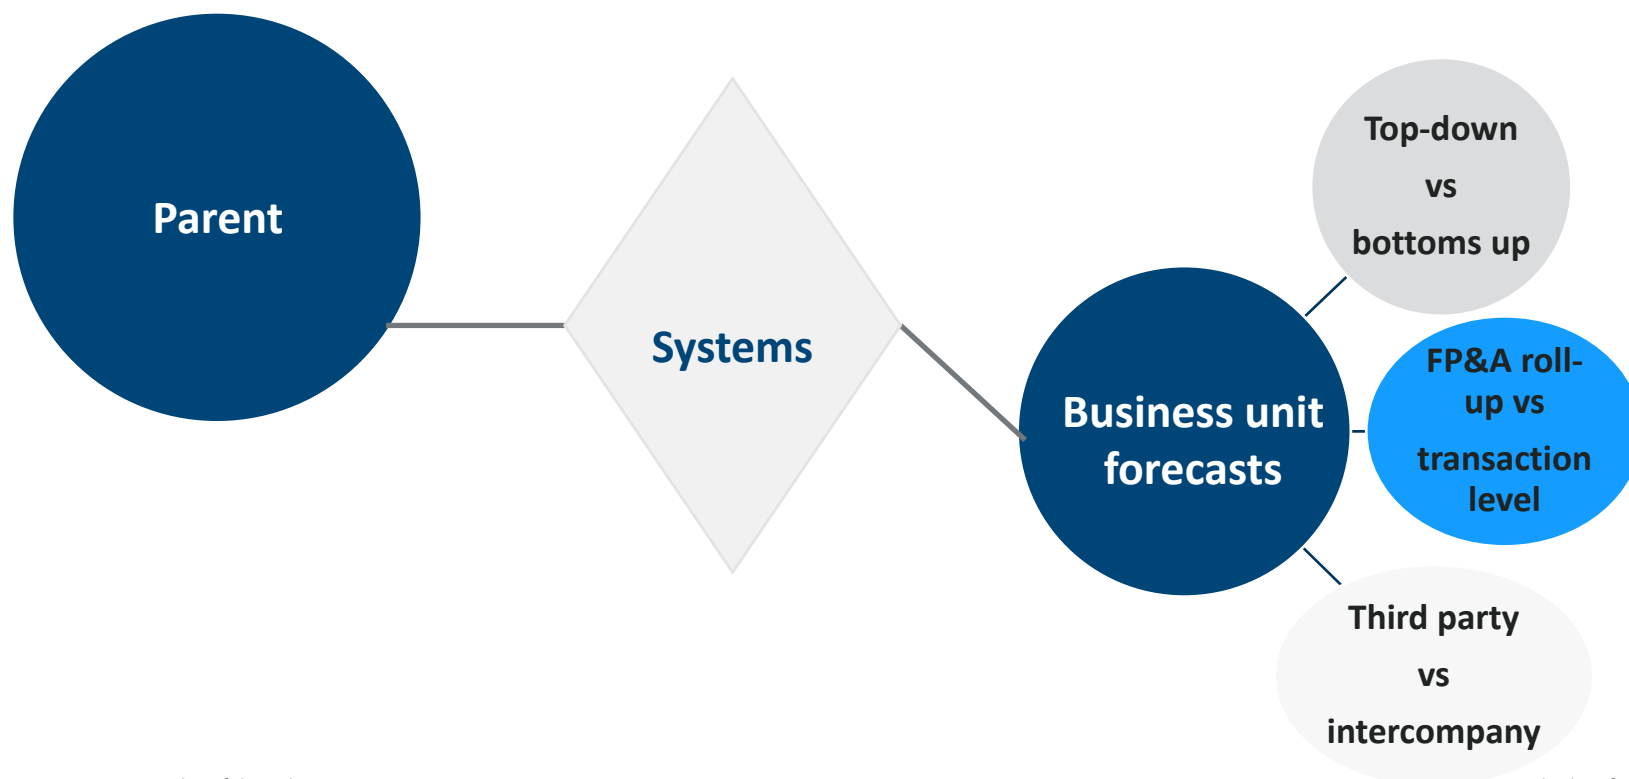 Parent
Systems
Business unit
forecasts
Top-down
vs
bottoms up
FP&A roll-
up vs
transaction
level
Third party
vs
intercompany